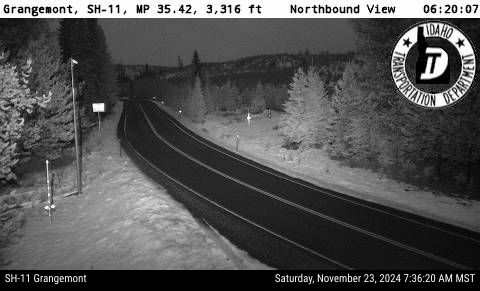 Grangemont, SH-11, MP 35.42, 3,316 ft Northbound View 06:20:07
IDAHO
TRANSPORTATION DEPARTMENT
SH-11 Grangemont Saturday, November 23, 2024 7:36:20 AM MST